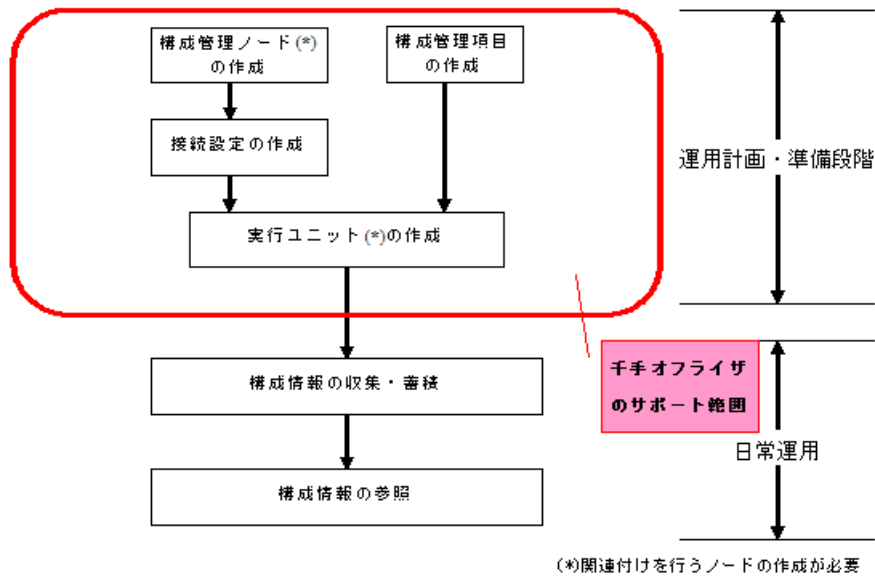 構成管理ノード(*)
の作成
構成管理項目
の作成
接続設定の作成
運用計画・準備段階
実行ユニット(*)の作成
構成情報の収集・蓄積
千手オフライザ
のサポート範囲
日常運用
構成情報の参照
(*)関連付けを行うノードの作成が必要